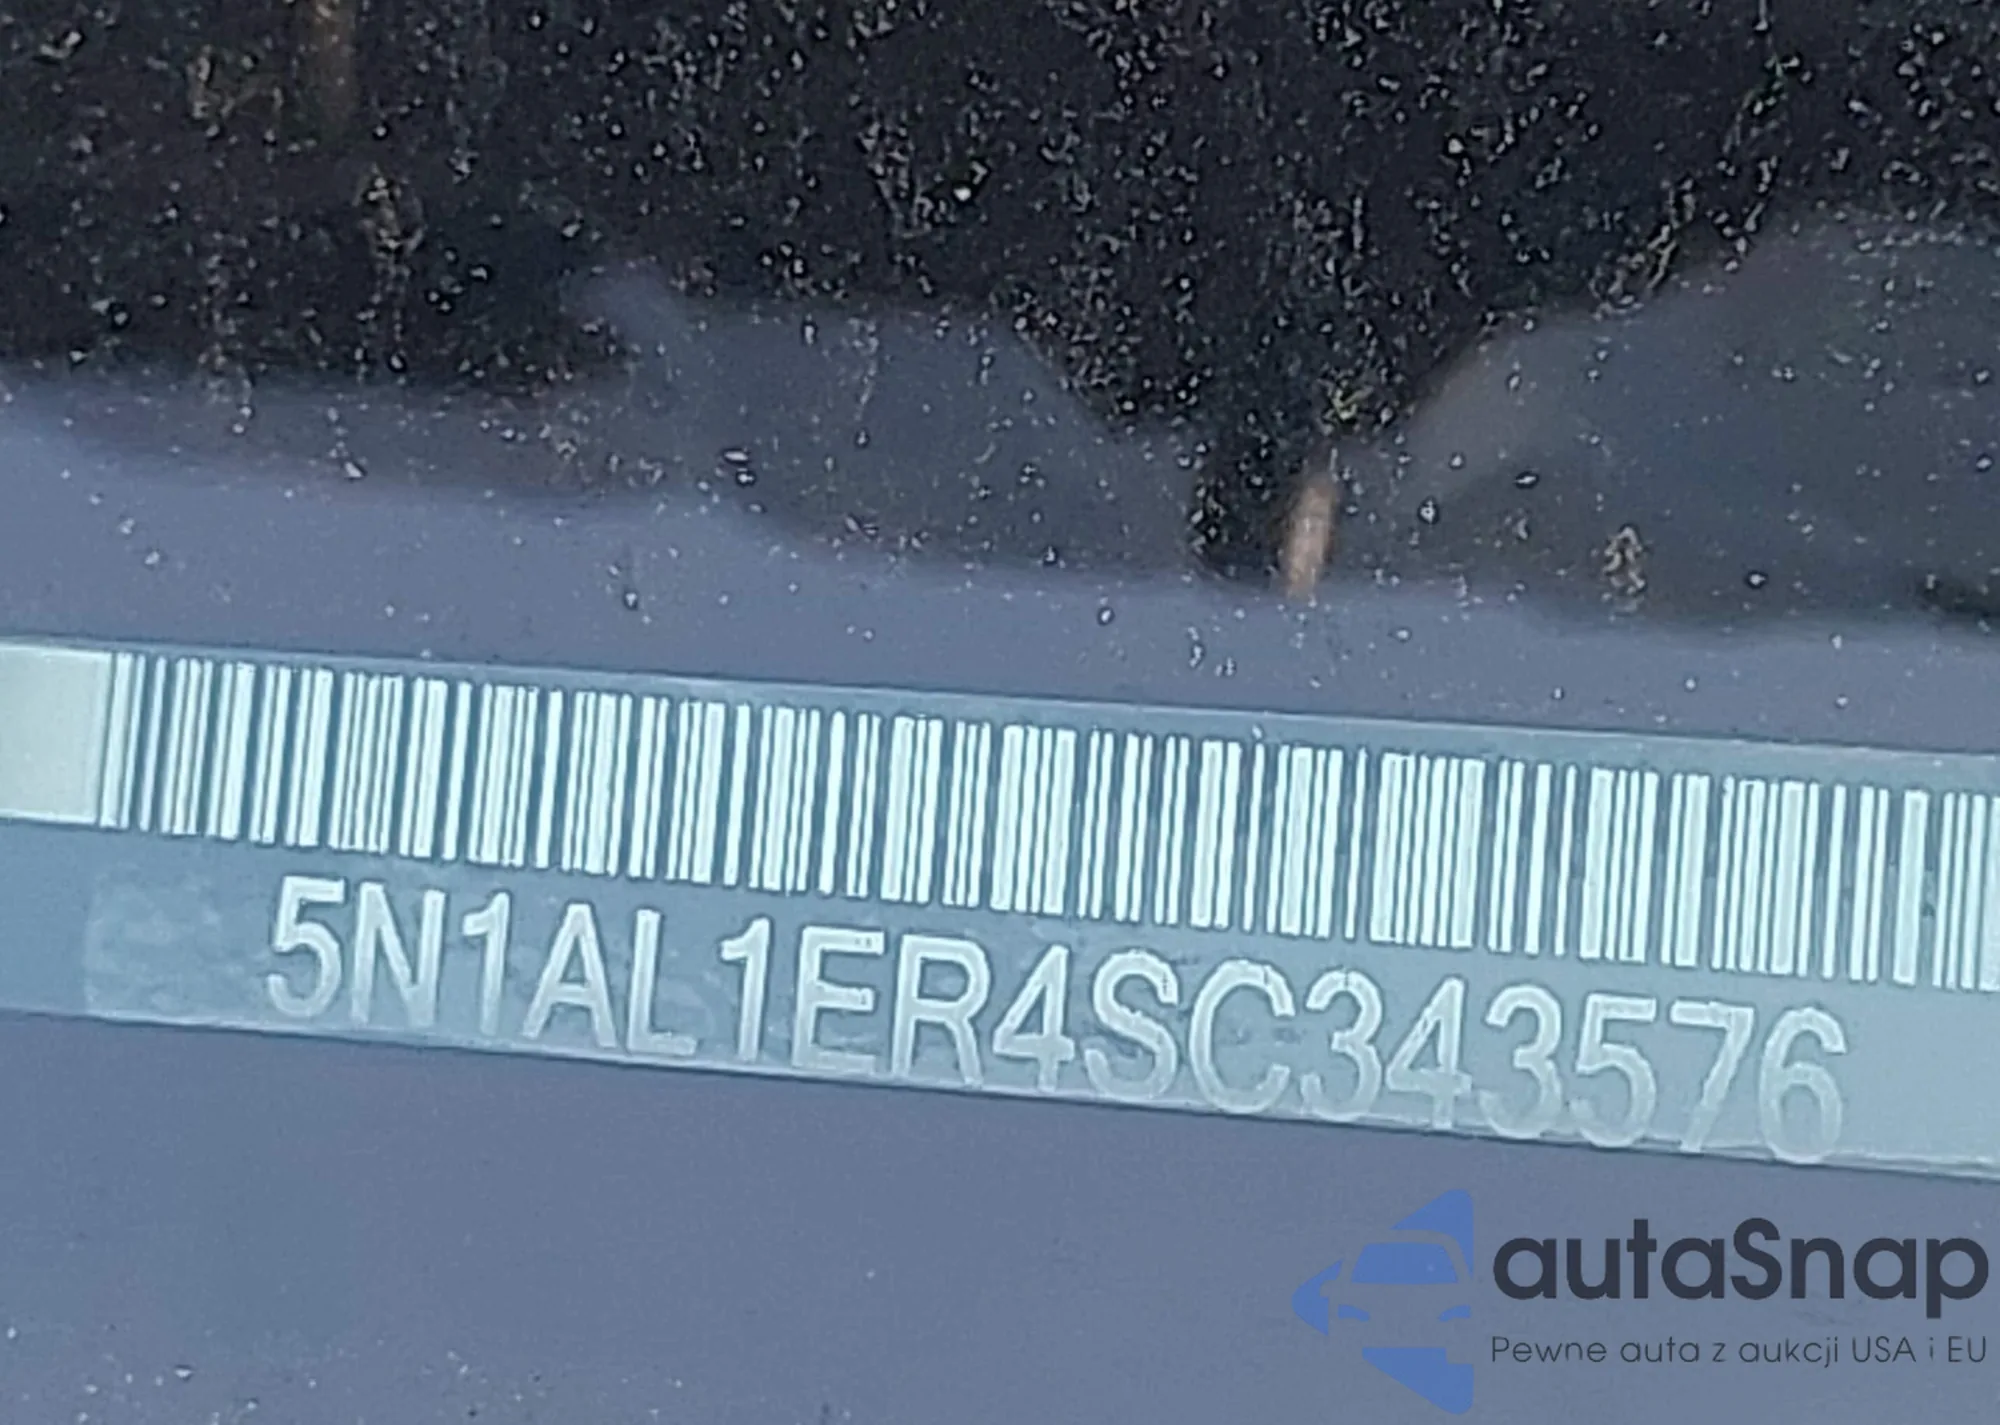 5N1AL1ER4SC343576
autaSnap
Pewne auta z aukcji USA i EU